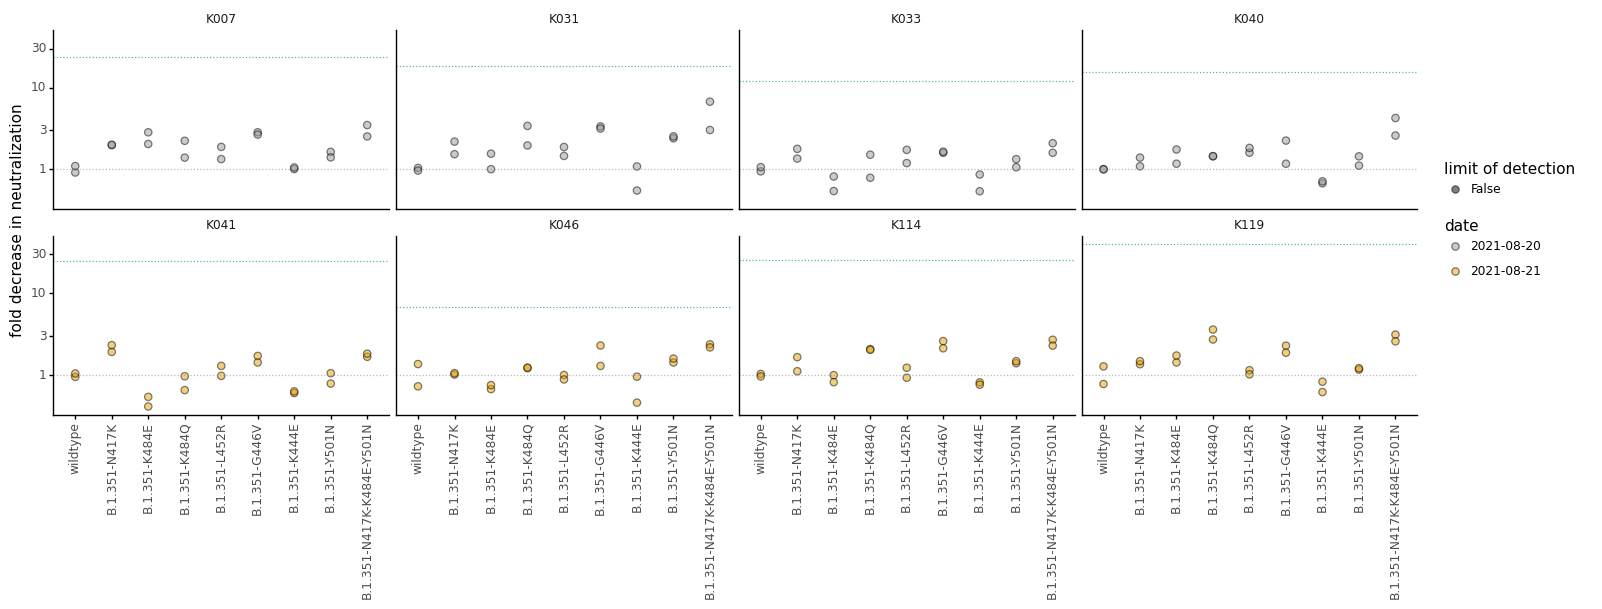 K007
K031
K033
K040
30
10
3
1
K041
K046
K114
K119
30
10
3
1
fold decrease in neutralization
wildtype
B.1.351-N417K
B.1.351-K484E
B.1.351-K484Q
B.1.351-L452R
B.1.351-G446V
B.1.351-K444E
B.1.351-Y501N
B.1.351-N417K-K484E-Y501N
wildtype
B.1.351-N417K
B.1.351-K484E
B.1.351-K484Q
B.1.351-L452R
B.1.351-G446V
B.1.351-K444E
B.1.351-Y501N
B.1.351-N417K-K484E-Y501N
wildtype
B.1.351-N417K
B.1.351-K484E
B.1.351-K484Q
B.1.351-L452R
B.1.351-G446V
B.1.351-K444E
B.1.351-Y501N
B.1.351-N417K-K484E-Y501N
wildtype
B.1.351-N417K
B.1.351-K484E
B.1.351-K484Q
B.1.351-L452R
B.1.351-G446V
B.1.351-K444E
B.1.351-Y501N
B.1.351-N417K-K484E-Y501N
limit of detection
False
date
2021-08-20
2021-08-21